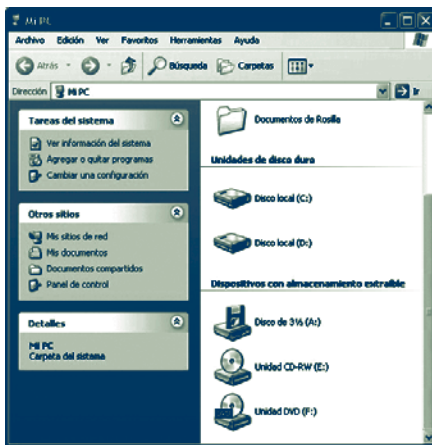 Mi PC
Archivo Edición Ver Favoritos Herramientas Ayuda
Atrás Búsqueda Carpetas
Dirección Mi PC Ir
Tareas del sistema
Ver información del sistema
Agregar o quitar programas
Cambiar una configuración
Otros sitios
Mis sitios de red
Mis documentos
Documentos compartidos
Panel de control
Detalles
Mi PC
Carpeta del sistema
Documentos de Rosilla
Unidades de disco duro
Disco local (C:)
Disco local (D:)
Dispositivos con almacenamiento extraíble
Disco de 3½ (A:)
Unidad CD-RW (E:)
Unidad DVD (F:)